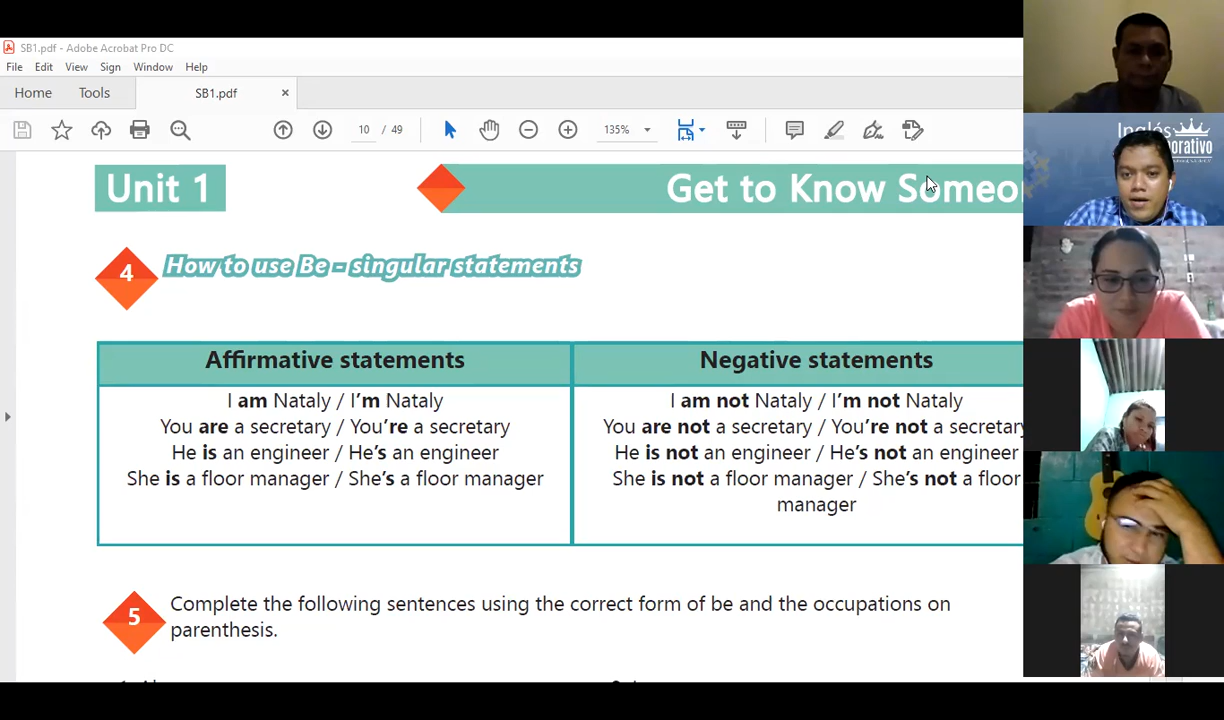 SB1.pdf - Adobe Acrobat Pro DC
File Edit View Sign Window Help
Home Tools SB1.pdf ×
10 / 49 135%
Unit 1 Get to Know
4 How to use Be - singular statements
Affirmative statements
I am Nataly / I'm Nataly
You are a secretary / You're a secretary
He is an engineer / He's an engineer
She is a floor manager / She's a floor manager
Negative statements
I am not Nataly / I'm not Nataly
You are not a secretary / You're not a secretary
He is not an engineer / He's not an engineer
She is not a floor manager / She's not a floor
manager
5 Complete the following sentences using the correct form of be and the occupations on
parenthesis.
Inglés